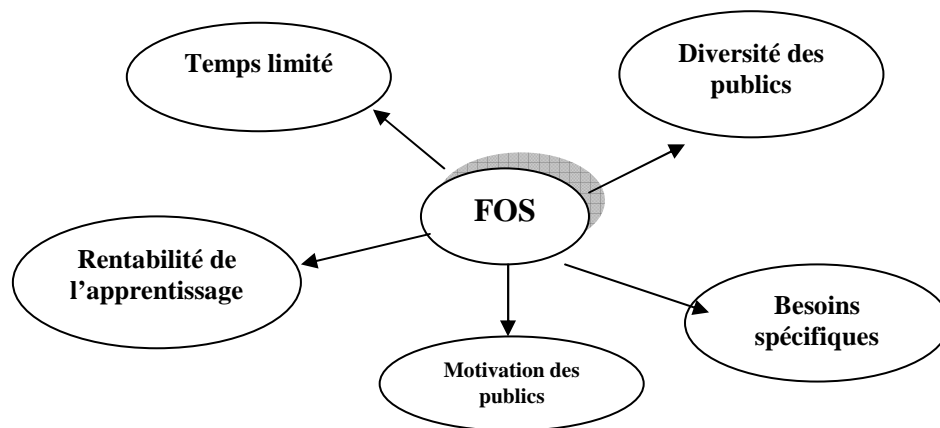 Temps limité
Diversité des
publics
FOS
Rentabilité de
l’apprentissage
Besoins
spécifiques
Motivation des
publics